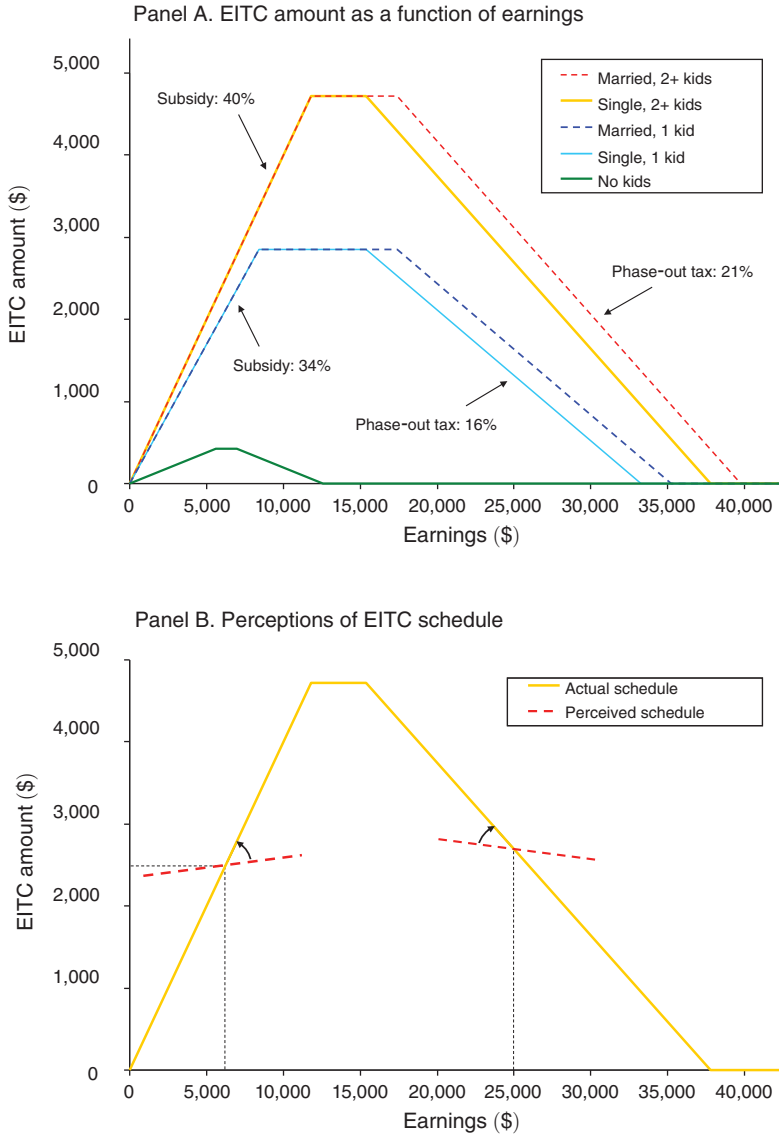 Panel A. EITC amount as a function of earnings
EITC amount ($)
5,000
4,000
3,000
2,000
1,000
0
Subsidy: 40%
Subsidy: 34%
Phase-out tax: 21%
Phase-out tax: 16%
Married, 2+ kids
Single, 2+ kids
Married, 1 kid
Single, 1 kid
No kids
0 5,000 10,000 15,000 20,000 25,000 30,000 35,000 40,000
Earnings ($)
Panel B. Perceptions of EITC schedule
EITC amount ($)
5,000
4,000
3,000
2,000
1,000
0
Actual schedule
Perceived schedule
0 5,000 10,000 15,000 20,000 25,000 30,000 35,000 40,000
Earnings ($)